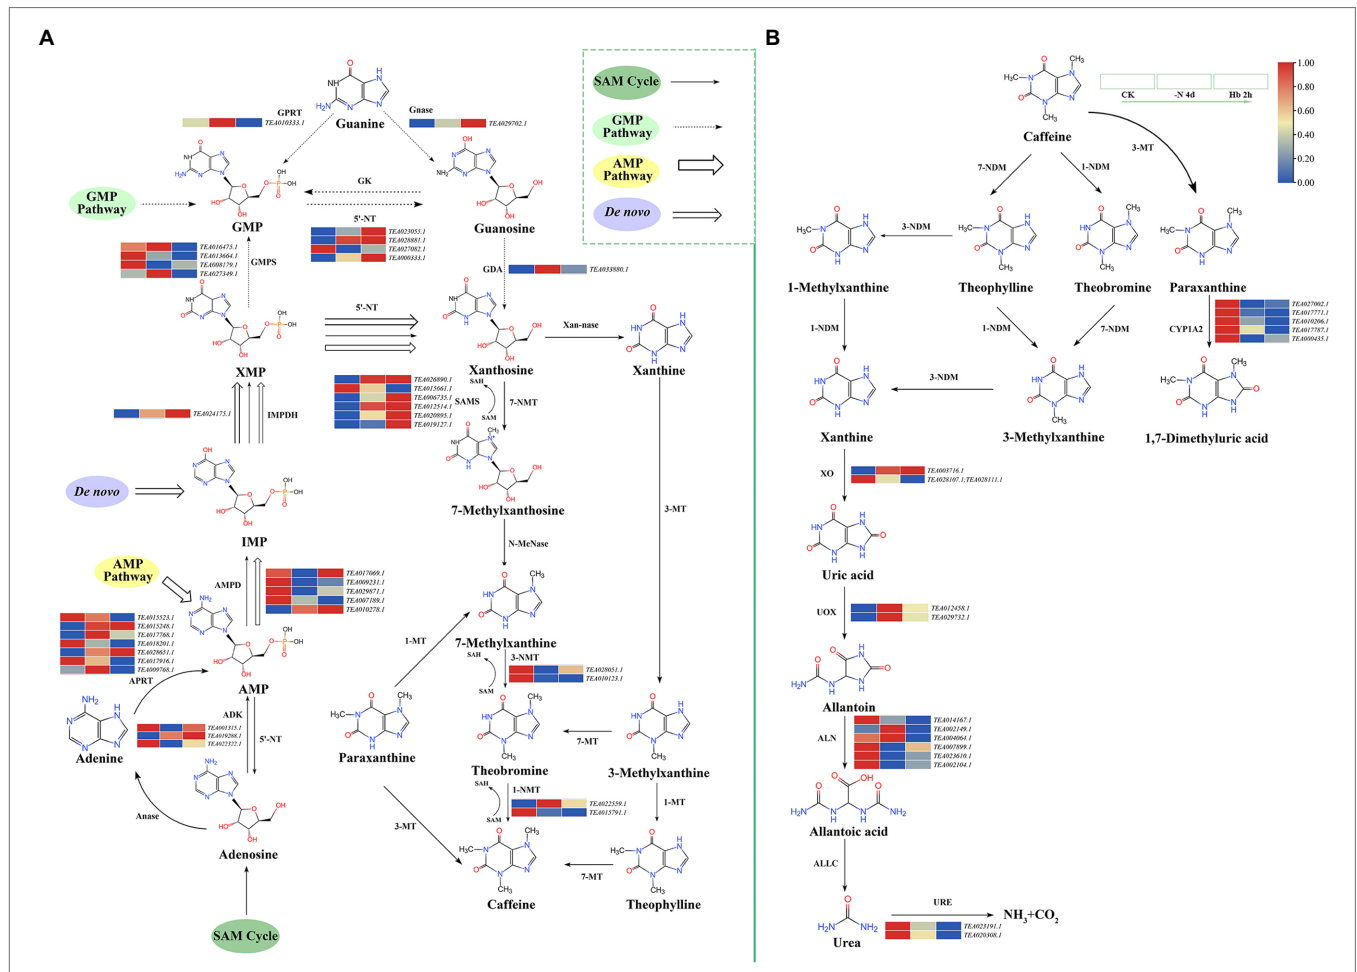 A
Guanine
GPRT
TEA010333.1
Gnase
TEA029702.1
SAM Cycle
GMP
Pathway
AMP
Pathway
De novo
GMP
Pathway
GMP
GK
5'-NT
TEA023055.1
TEA028881.1
TEA027082.1
TEA000333.1
Guanosine
TEA016475.1
TEA013664.1
TEA008179.1
TEA027349.1
GMPS
GDA
TEA033880.1
XMP
5'-NT
Xanthosine
Xan-nase
Xanthine
TEA024175.1
IMPDH
TEA026890.1
TEA015661.1
TEA006735.1
TEA012514.1
TEA020895.1
TEA019127.1
SAH
SAMS
SAM
7-NMT
De novo
IMP
7-Methylxanthosine
N-MeNase
3-MT
AMP
Pathway
AMPD
TEA017069.1
TEA009231.1
TEA029871.1
TEA007189.1
TEA010278.1
TEA015523.1
TEA015248.1
TEA017768.1
TEA018201.1
TEA028651.1
TEA017916.1
TEA009768.1
APRT
AMP
7-Methylxanthine
1-MT
SAH
SAM
3-NMT
TEA028051.1
TEA010123.1
Adenine
TEA001315.1
TEA019288.1
TEA022322.1
ADK
5'-NT
Anase
Adenosine
Paraxanthine
Theobromine
7-MT
3-Methylxanthine
SAH
SAM
1-NMT
TEA022559.1
TEA015791.1
1-MT
3-MT
Caffeine
7-MT
Theophylline
SAM Cycle
B
Caffeine
CK
-N 4d
Hb 2h
1.00
0.80
0.60
0.40
0.20
0.00
7-NDM
1-NDM
3-MT
1-Methylxanthine
3-NDM
Theophylline
Theobromine
Paraxanthine
1-NDM
1-NDM
7-NDM
CYP1A2
TEA027002.1
TEA017771.1
TEA010206.1
TEA017787.1
TEA000435.1
Xanthine
3-NDM
3-Methylxanthine
1,7-Dimethyluric acid
XO
TEA003716.1
TEA028107.1;TEA028111.1
Uric acid
UOX
TEA012458.1
TEA029732.1
Allantoin
ALN
TEA014167.1
TEA002149.1
TEA004064.1
TEA007899.1
TEA023610.1
TEA002104.1
Allantoic acid
ALLC
Urea
URE
TEA023191.1
TEA020308.1
NH3+CO2